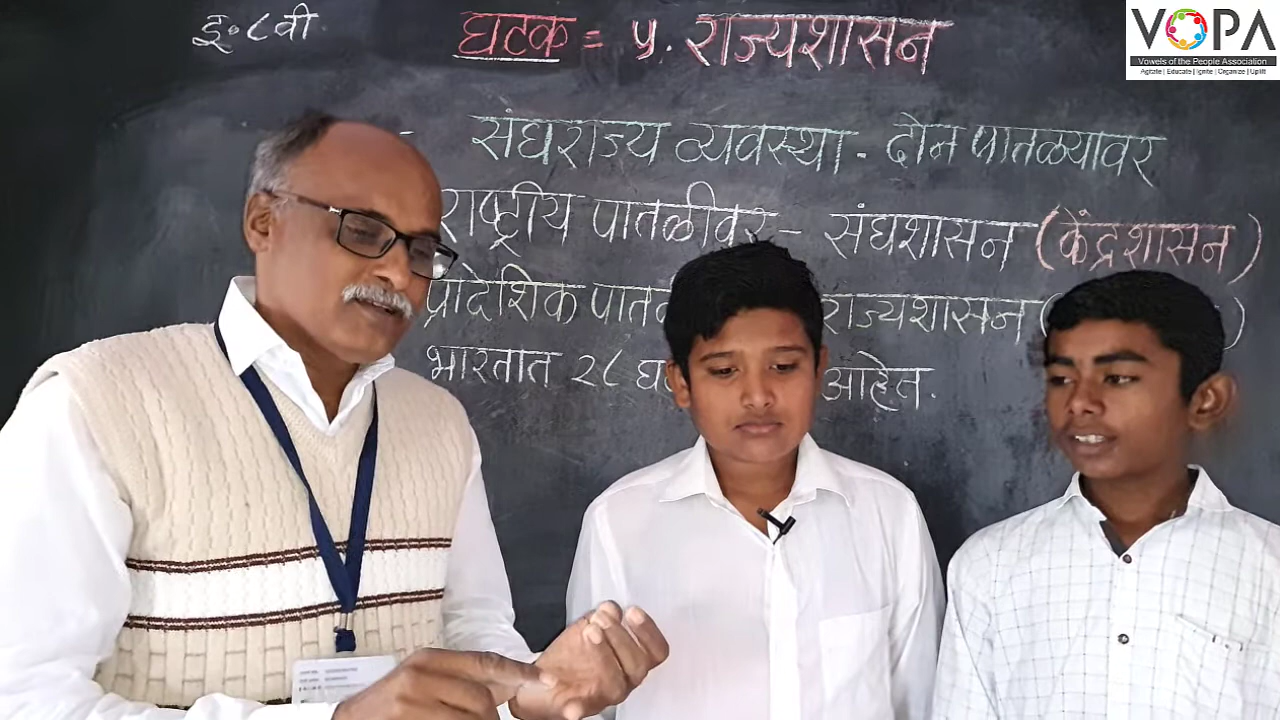 इ.८वी
घटक = ५. राज्यशासन
VOPA
Vowels of the People Association
Agitate | Educate | Ignite | Organize | Uplift
- संघराज्य व्यवस्था - दोन पातळ्यावर
राष्ट्रीय पातळीवर - संघशासन (केंद्रशासन)
प्रादेशिक राज्यशासन
भारतात २८ आहेत.